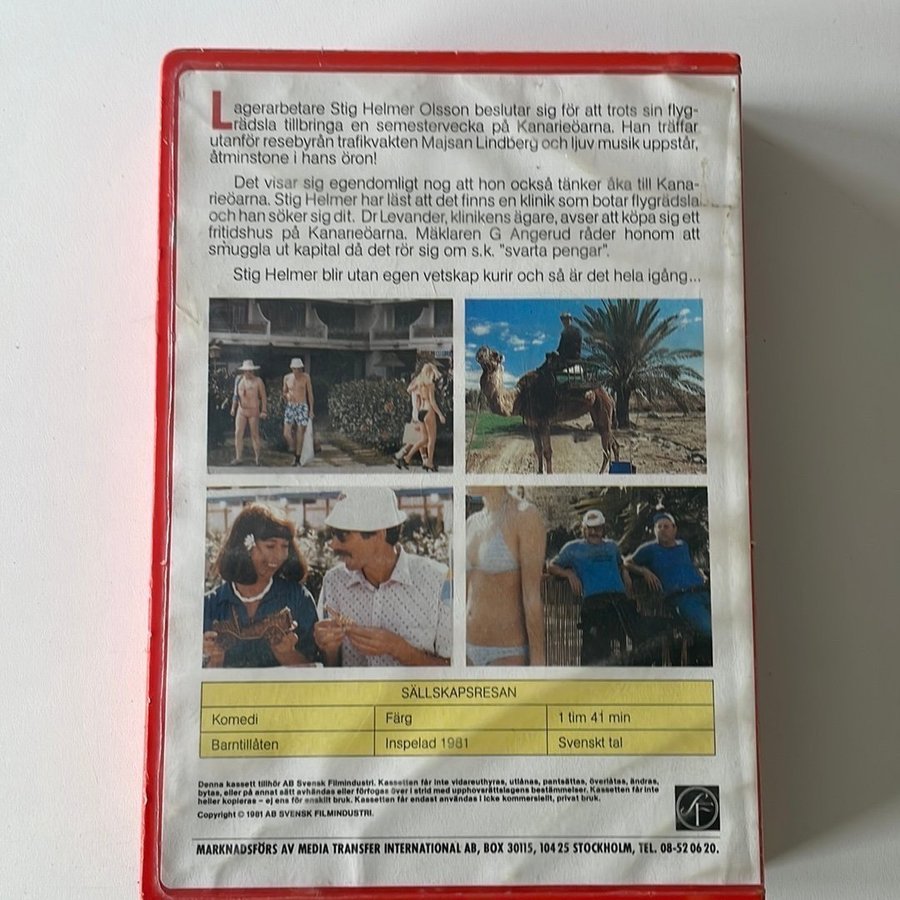 Lagerarbetare Stig Helmer Olsson beslutar sig för att trots sin flyg-
rädsla tillbringa en semestervecka på Kanarieöarna. Han träffar
utanför resebyrån trafikvakten Majsan Lindberg och ljuv musik uppstår,
åtminstone i hans öron!
Det visar sig egendomligt nog att hon också tänker åka till Kana-
rieöarna. Stig Helmer har läst att det finns en klinik som botar flygrädsla
och han söker sig dit. Dr Levander, klinikens ägare, avser att köpa sig ett
fritidshus på Kanarieöarna. Mäklaren G Angerud råder honom att
smuggla ut kapital då det rör sig om s.k. "svarta pengar".
Stig Helmer blir utan egen vetskap kurir och så är det hela igång...
SÄLLSKAPSRESAN
Komedi Färg 1 tim 41 min
Barntillåten Inspelad 1981 Svenskt tal
Denna kassett tillhör AB Svensk Filmindustri. Kassetten får inte vidareuthyras, utlånas, pantsättas, överlåtas, ändras,
bytas, eller på annat sätt avhändas eller förfogas över i strid med upphovsrättslagens bestämmelser. Kassetten får inte
heller kopieras – ej ens för enskilt bruk. Kassetten får endast användas i icke kommersiellt, privat bruk.
Copyright © 1981 AB SVENSK FILMINDUSTRI.
SF
MARKNADSFÖRS AV MEDIA TRANSFER INTERNATIONAL AB, BOX 30115, 104 25 STOCKHOLM, TEL. 08-52 06 20.